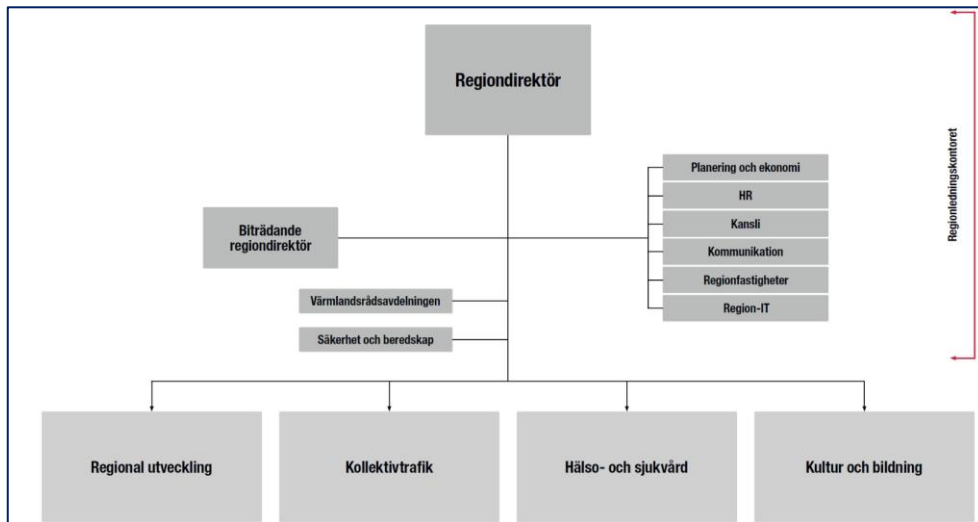 Regiondirektör
Regionledningskontoret
Planering och ekonomi
HR
Kansli
Kommunikation
Regionfastigheter
Region-IT
Biträdande
regiondirektör
Värmlandsrådsavdelningen
Säkerhet och beredskap
Regional utveckling
Kollektivtrafik
Hälso- och sjukvård
Kultur och bildning